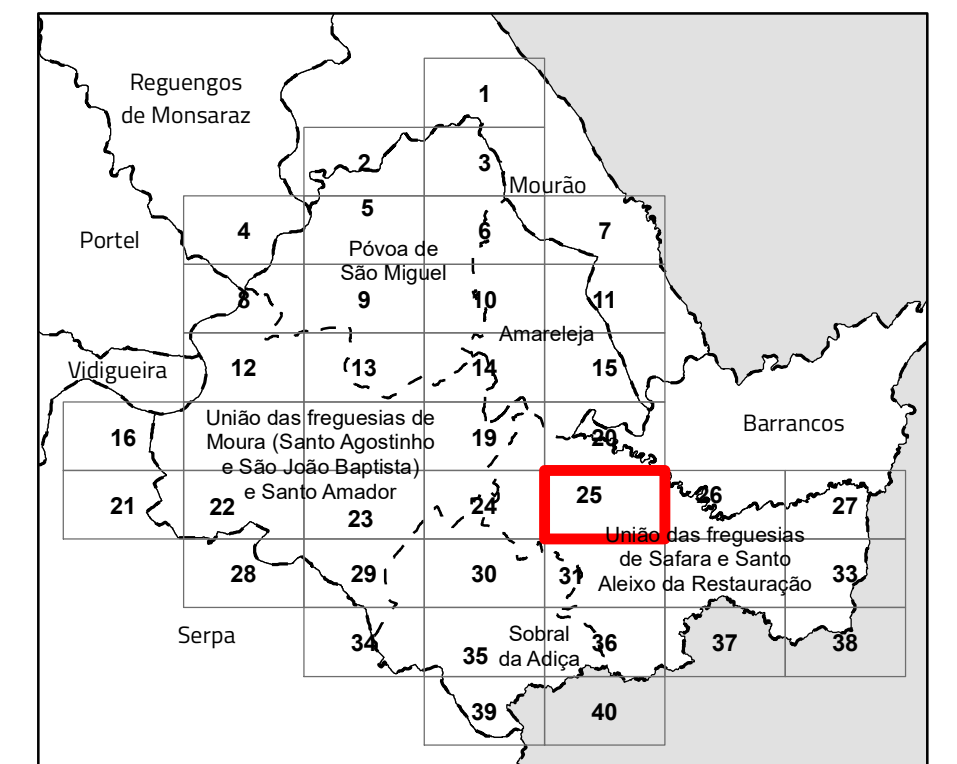 1
Reguengos
de Monsaraz
2
3
Mourão
4
5
6
7
Portel
Póvoa de
São Miguel
8
9
10
11
Amareleja
Vidigueira
12
13
14
15
União das freguesias de
Moura (Santo Agostinho
e São João Baptista)
e Santo Amador
Barrancos
16
19
20
21
22
23
24
25
26
27
União das freguesias
de Safara e Santo
Aleixo da Restauração
28
29
30
31
33
Serpa
34
35
Sobral
da Adiça
36
37
38
39
40